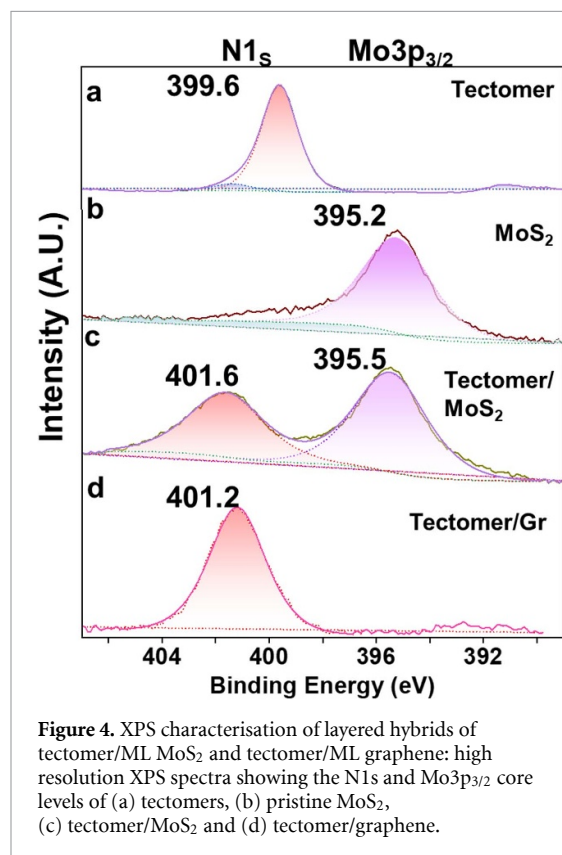 N1s Mo3p3/2
a 399.6 Tectomer
b 395.2 MoS2
c 401.6 395.5 Tectomer/
MoS2
d 401.2 Tectomer/Gr
Intensity (A.U.)
404 400 396 392
Binding Energy (eV)
Figure 4. XPS characterisation of layered hybrids of
tectomer/ML MoS2 and tectomer/ML graphene: high
resolution XPS spectra showing the N1s and Mo3p3/2 core
levels of (a) tectomers, (b) pristine MoS2,
(c) tectomer/MoS2 and (d) tectomer/graphene.